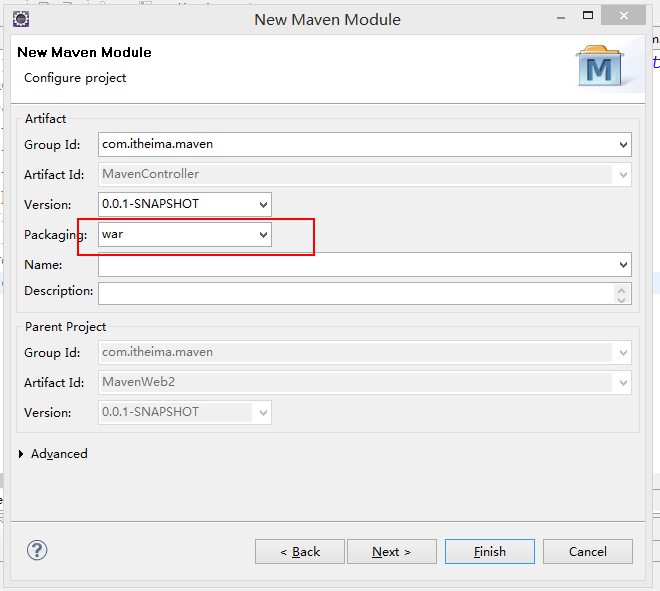 New Maven Module
New Maven Module
Configure project
M
Artifact
Group Id: com.itheima.maven
Artifact Id: MavenController
Version: 0.0.1-SNAPSHOT
Packaging: war
Name:
Description:
Parent Project
Group Id: com.itheima.maven
Artifact Id: MavenWeb2
Version: 0.0.1-SNAPSHOT
Advanced
?
< Back Next > Finish Cancel